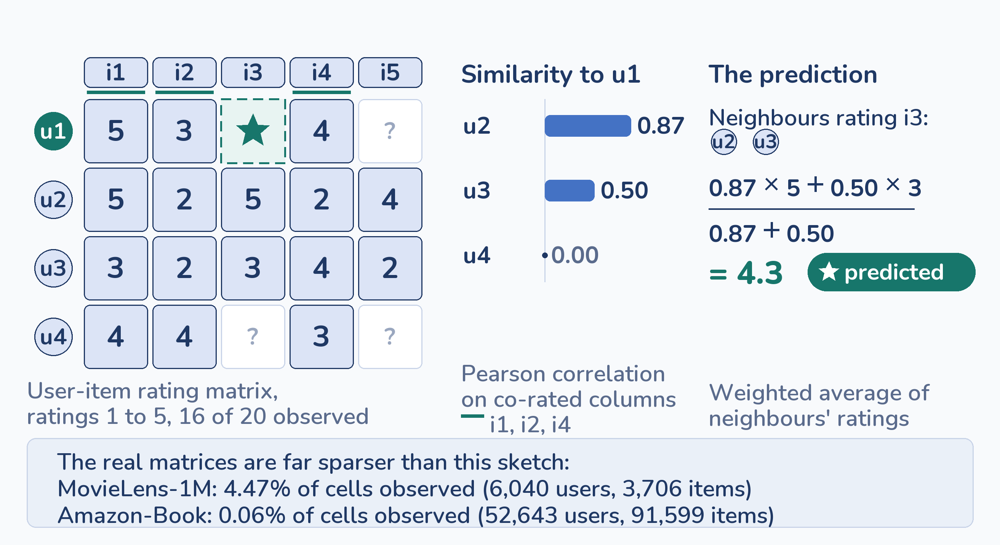 i1 i2 i3 i4 i5
u1 5 3 4 ?
u2 5 2 5 2 4
u3 3 2 3 4 2
u4 4 4 ? 3 ?
User-item rating matrix,
ratings 1 to 5, 16 of 20 observed
Similarity to u1
u2 0.87
u3 0.50
u4 0.00
Pearson correlation
on co-rated columns
i1, i2, i4
The prediction
Neighbours rating i3:
u2 u3
0.87 × 5 + 0.50 × 3
0.87 + 0.50
= 4.3 ★ predicted
Weighted average of
neighbours' ratings
The real matrices are far sparser than this sketch:
MovieLens-1M: 4.47% of cells observed (6,040 users, 3,706 items)
Amazon-Book: 0.06% of cells observed (52,643 users, 91,599 items)